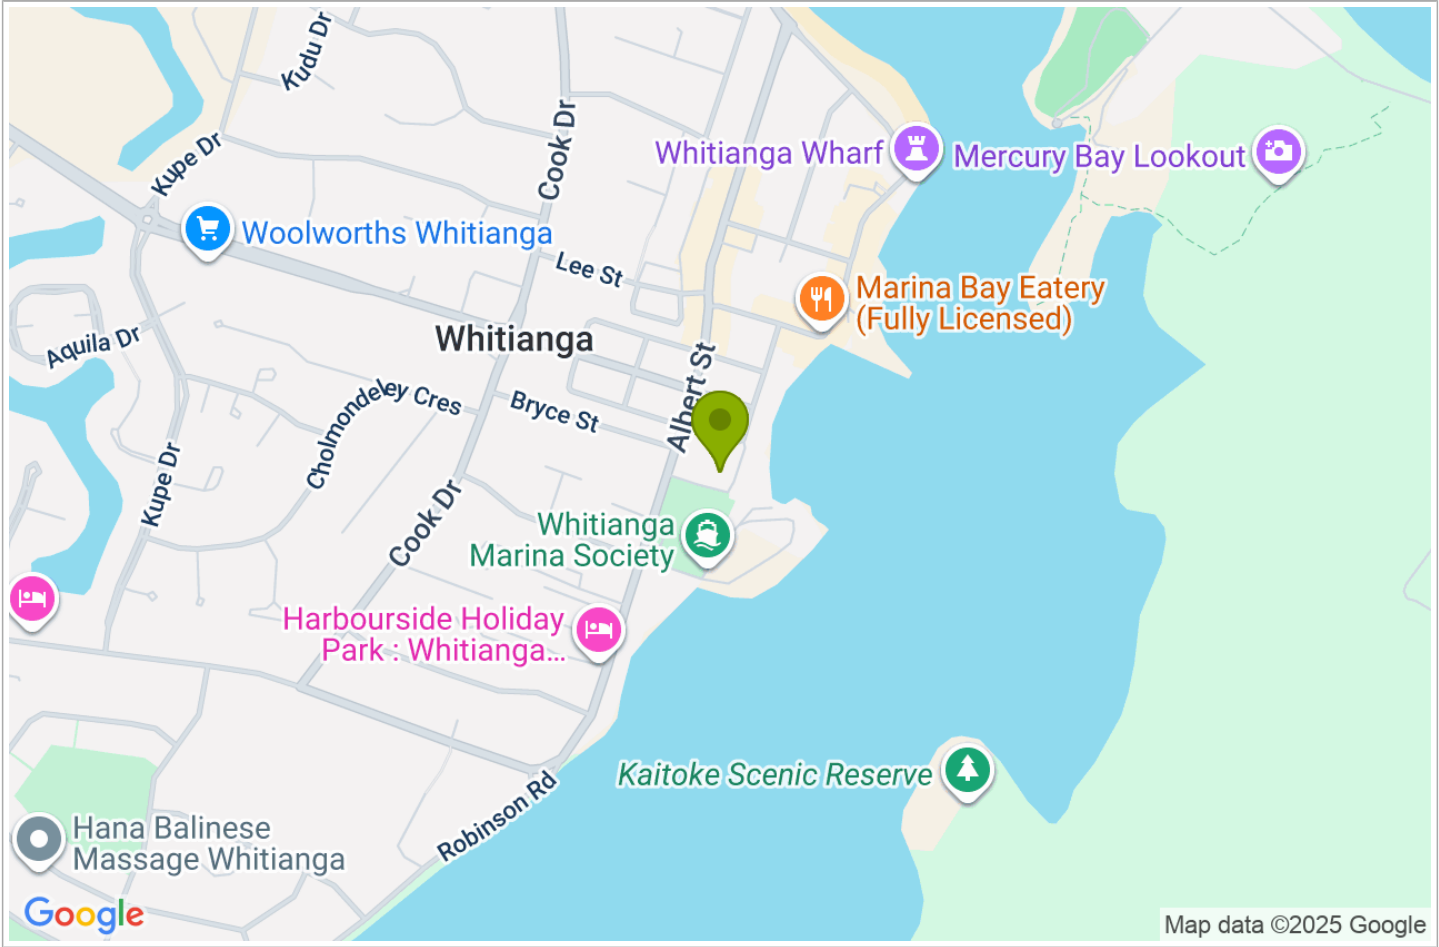 Kudu Dr
Cook Dr
Kupe Dr
Whitianga Wharf
Mercury Bay Lookout
Woolworths Whitianga
Lee St
Marina Bay Eatery
(Fully Licensed)
Aquila Dr
Whitianga
Albert St
Cholmondeley Cres
Bryce St
Kupe Dr
Cook Dr
Whitianga
Marina Society
Harbourside Holiday
Park : Whitianga...
Kaitoke Scenic Reserve
Robinson Rd
Hana Balinese
Massage Whitianga
Google
Map data ©2025 Google